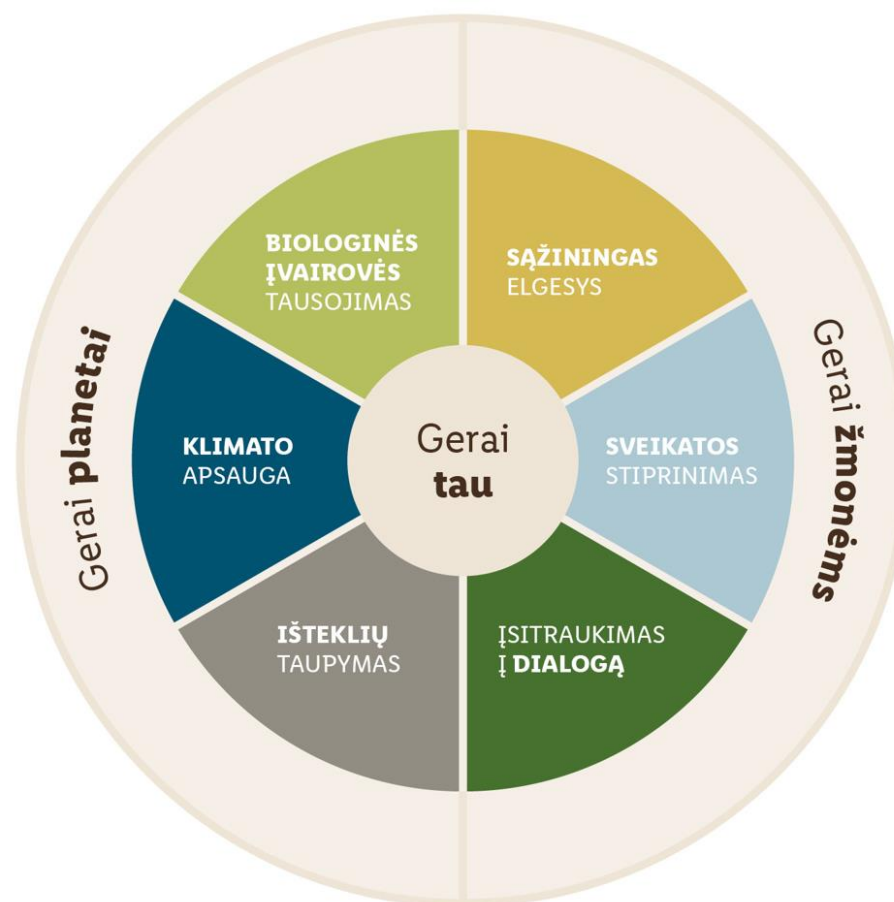 BIOLOGINĖS
ĮVAIROVĖS
TAUSOJIMAS
SĄŽININGAS
ELGESYS
Gerai planetai
KLIMATO
APSAUGA
Gerai
tau
SVEIKATOS
STIPRINIMAS
Gerai žmonėms
IŠTEKLIŲ
TAUPYMAS
ĮSITRAUKIMAS
Į DIALOGĄ